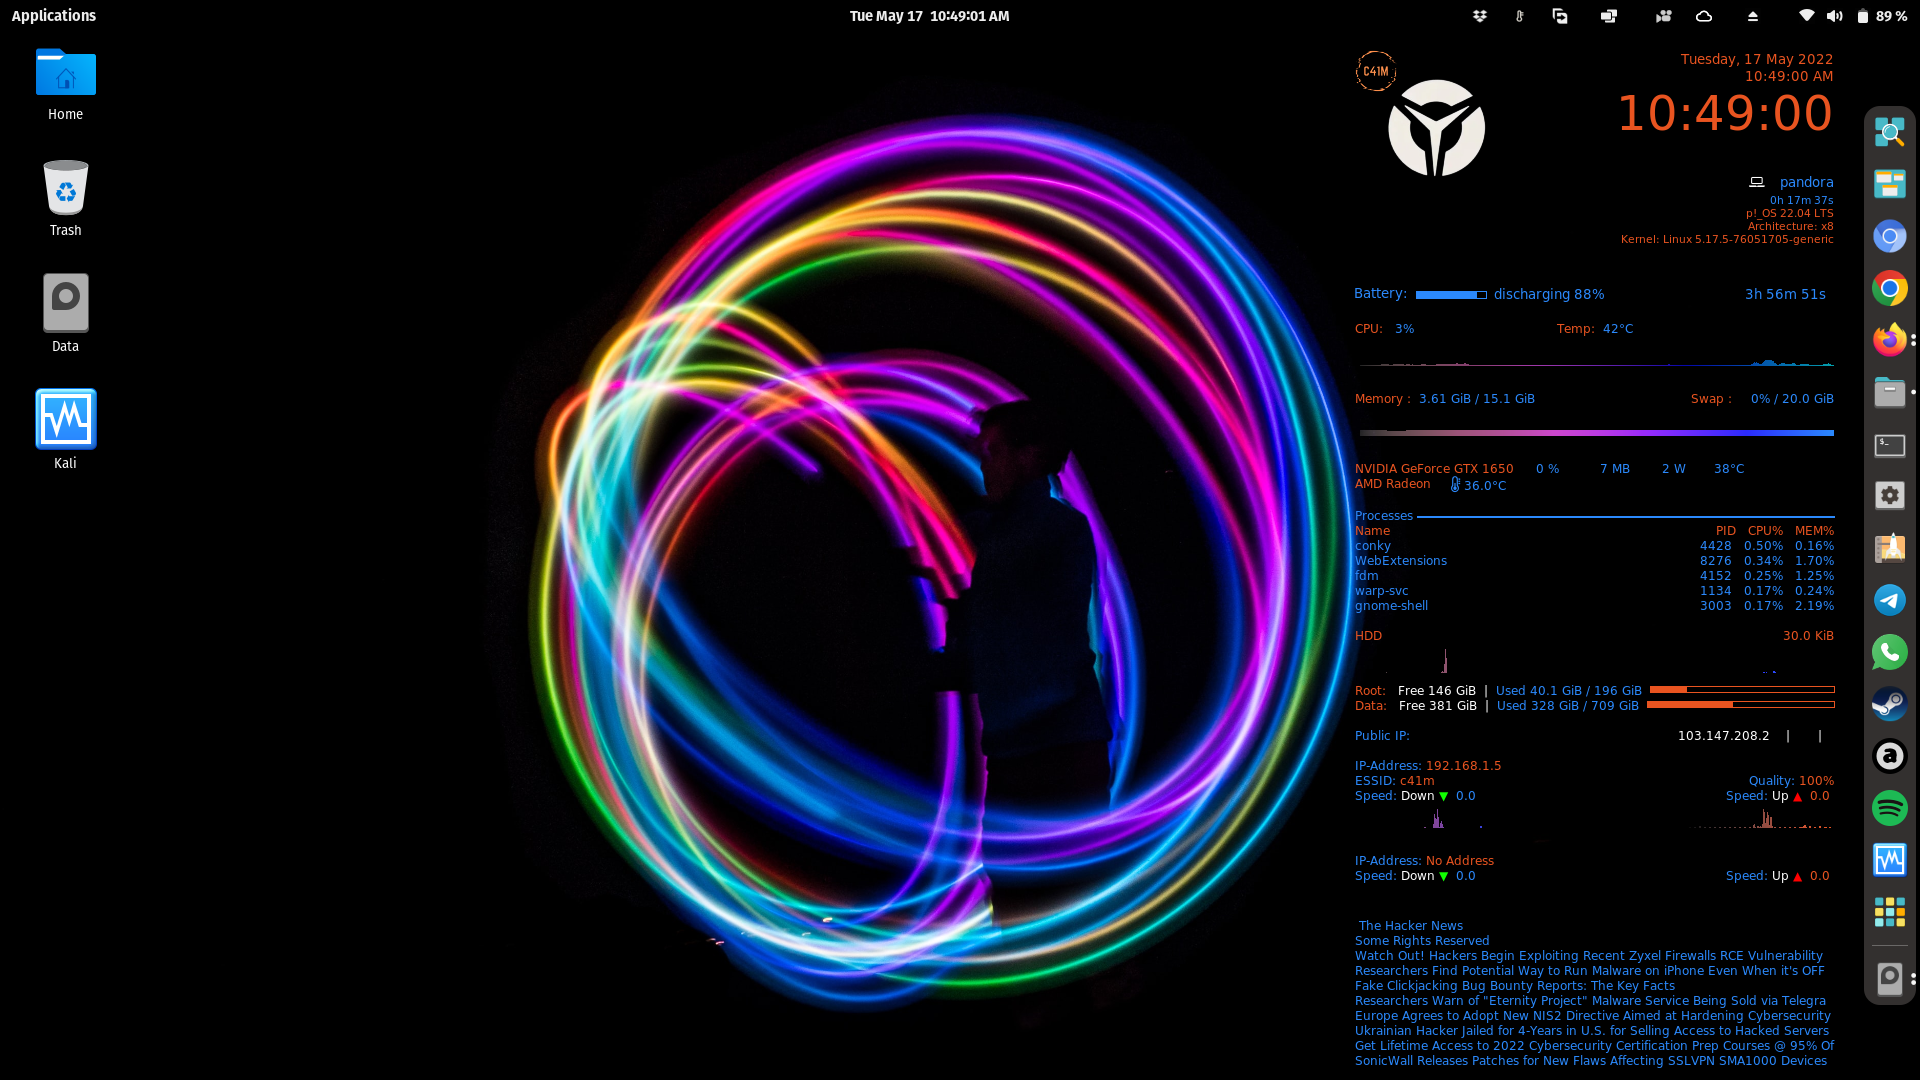 Applications
Tue May 17 10:49:01 AM
89 %
Home
Trash
Data
Kali
C41M
Tuesday, 17 May 2022
10:49:00 AM
10:49:00
pandora
0h 17m 37s
p!_OS 22.04 LTS
Architecture: x8
Kernel: Linux 5.17.5-76051705-generic
Battery: discharging 88% 3h 56m 51s
CPU: 3% Temp: 42°C
Memory : 3.61 GiB / 15.1 GiB Swap : 0% / 20.0 GiB
NVIDIA GeForce GTX 1650 0 % 7 MB 2 W 38°C
AMD Radeon 36.0°C
Processes
Name PID CPU% MEM%
conky 4428 0.50% 0.16%
WebExtensions 8276 0.34% 1.70%
fdm 4152 0.25% 1.25%
warp-svc 1134 0.17% 0.24%
gnome-shell 3003 0.17% 2.19%
HDD 30.0 KiB
Root: Free 146 GiB | Used 40.1 GiB / 196 GiB
Data: Free 381 GiB | Used 328 GiB / 709 GiB
Public IP: 103.147.208.2 | |
IP-Address: 192.168.1.5
ESSID: c41m Quality: 100%
Speed: Down ▼ 0.0 Speed: Up ▲ 0.0
IP-Address: No Address
Speed: Down ▼ 0.0 Speed: Up ▲ 0.0
The Hacker News
Some Rights Reserved
Watch Out! Hackers Begin Exploiting Recent Zyxel Firewalls RCE Vulnerability
Researchers Find Potential Way to Run Malware on iPhone Even When it's OFF
Fake Clickjacking Bug Bounty Reports: The Key Facts
Researchers Warn of "Eternity Project" Malware Service Being Sold via Telegra
Europe Agrees to Adopt New NIS2 Directive Aimed at Hardening Cybersecurity
Ukrainian Hacker Jailed for 4-Years in U.S. for Selling Access to Hacked Servers
Get Lifetime Access to 2022 Cybersecurity Certification Prep Courses @ 95% Of
SonicWall Releases Patches for New Flaws Affecting SSLVPN SMA1000 Devices
$_
a